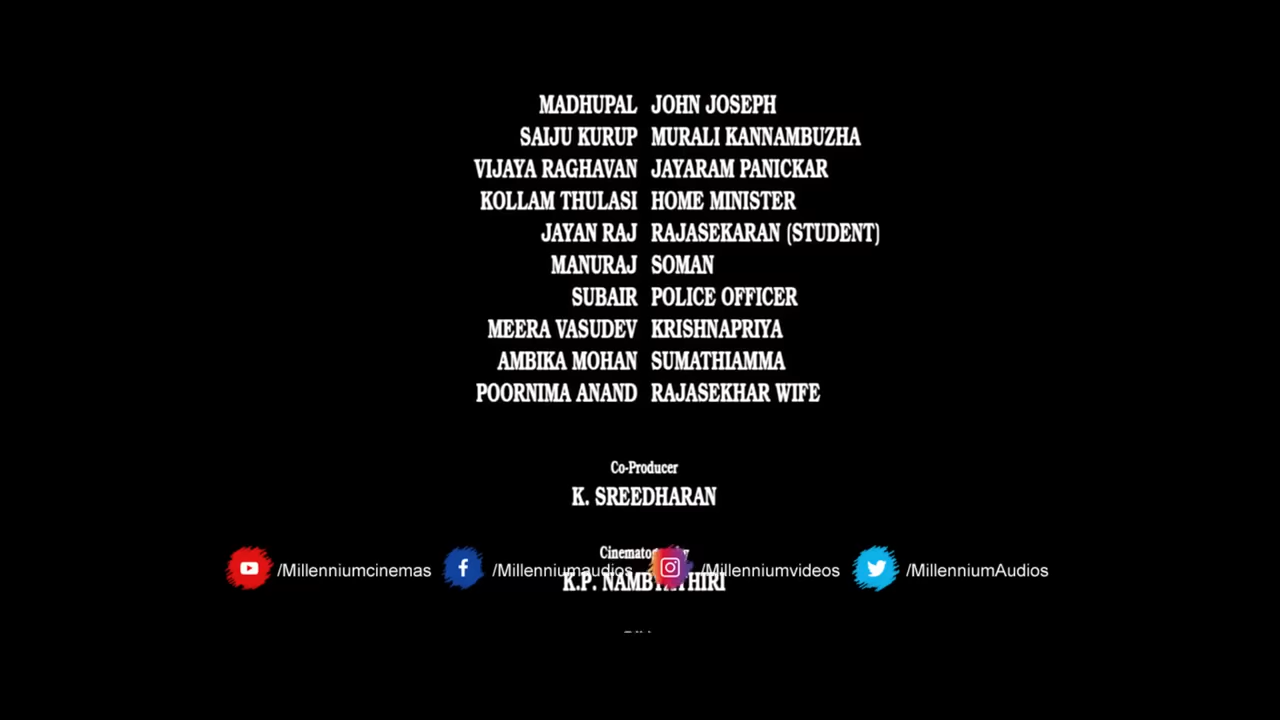 MADHUPAL JOHN JOSEPH
SAIJU KURUP MURALI KANNAMBUZHA
VIJAYA RAGHAVAN JAYARAM PANICKAR
KOLLAM THULASI HOME MINISTER
JAYAN RAJ RAJASEKARAN (STUDENT)
MANURAJ SOMAN
SUBAIR POLICE OFFICER
MEERA VASUDEV KRISHNAPRIYA
AMBIKA MOHAN SUMATHIAMMA
POORNIMA ANAND RAJASEKHAR WIFE
Co-Producer
K. SREEDHARAN
/Millenniumcinemas /Millenniumaudios /Millenniumvideos /MillenniumAudios
K.P.